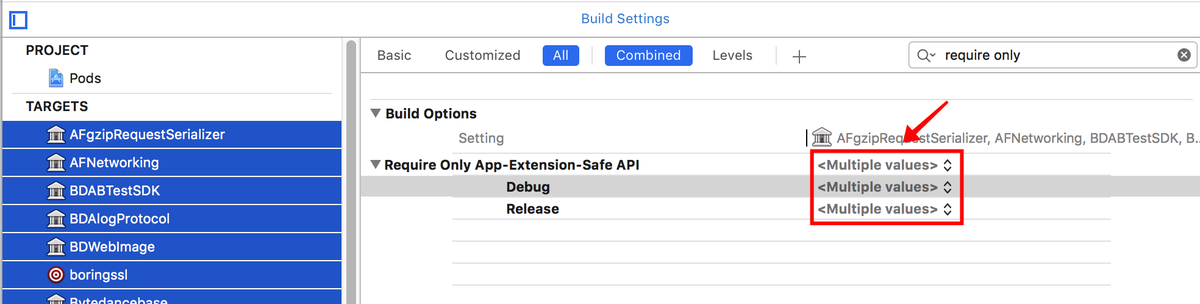 Build Settings
PROJECT
Pods
TARGETS
AFgzipRequestSerializer
AFNetworking
BDABTestSDK
BDAlogProtocol
BDWebImage
boringssl
Bytedancebase
Basic Customized All Combined Levels + require only
Build Options
Setting AFgzipRequestSerializer, AFNetworking, BDABTestSDK, B...
Require Only App-Extension-Safe API <Multiple values>
Debug <Multiple values>
Release <Multiple values>